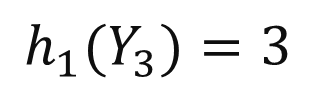 h₁(Y₃) = 3